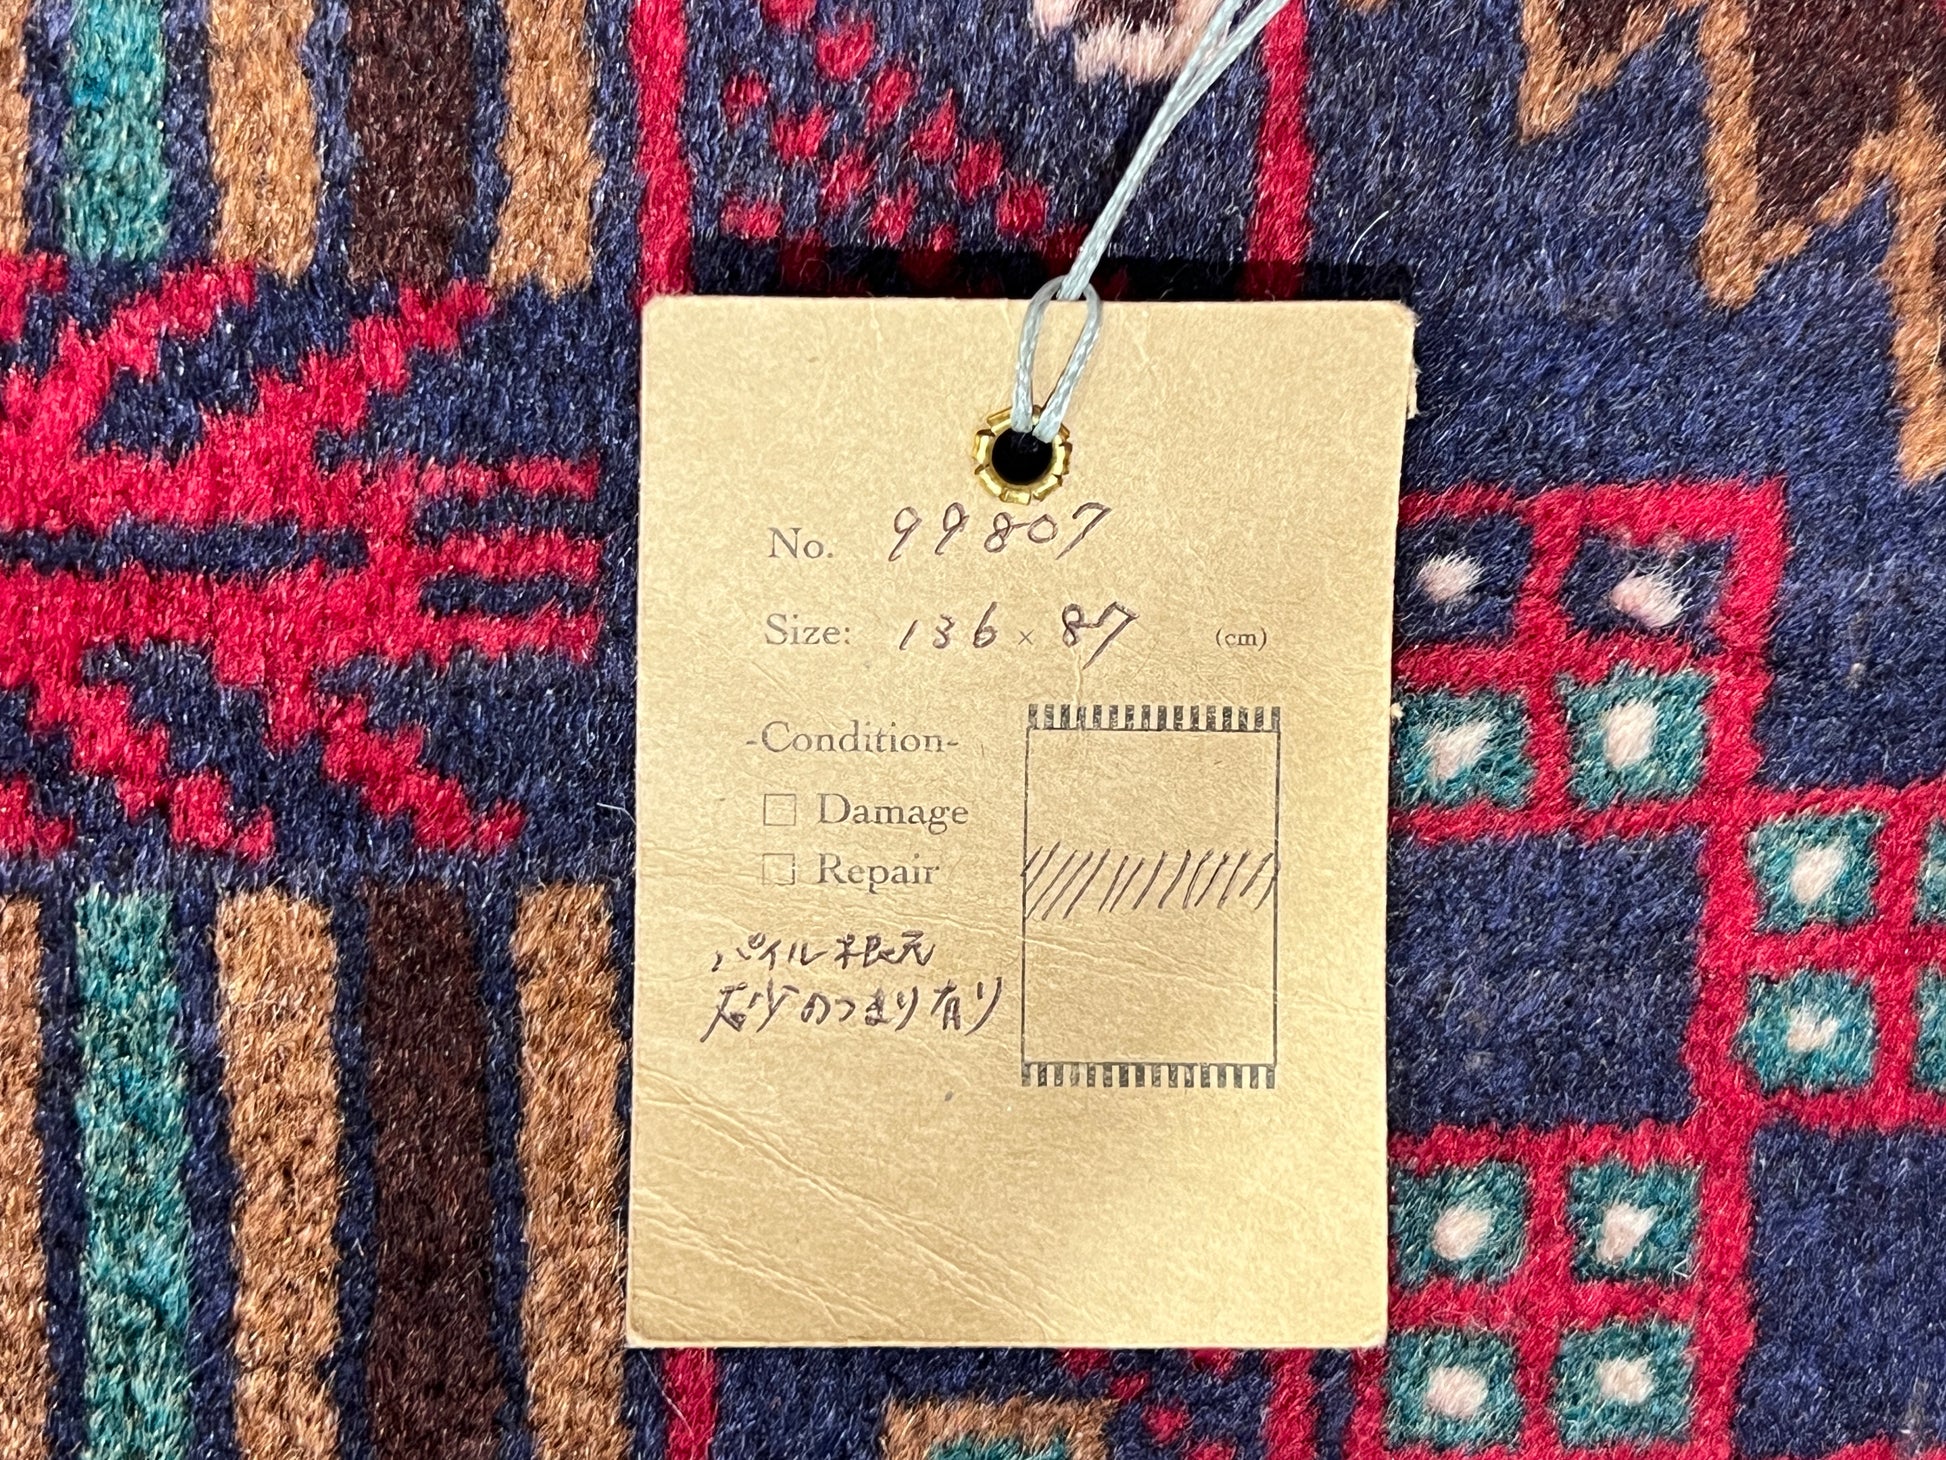 No. 99807
Size: 136 × 87 (cm)
-Condition-
□ Damage
□ Repair
パイル根元
石少のつまり有り